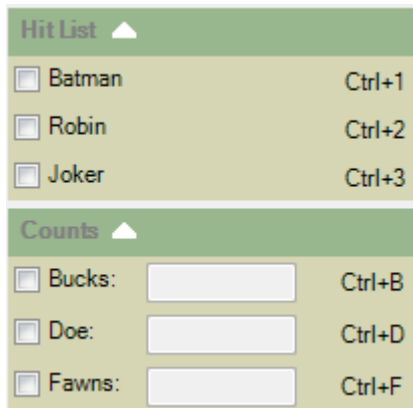 Hit List
Batman Ctrl+1
Robin Ctrl+2
Joker Ctrl+3
Counts
Bucks: Ctrl+B
Doe: Ctrl+D
Fawns: Ctrl+F